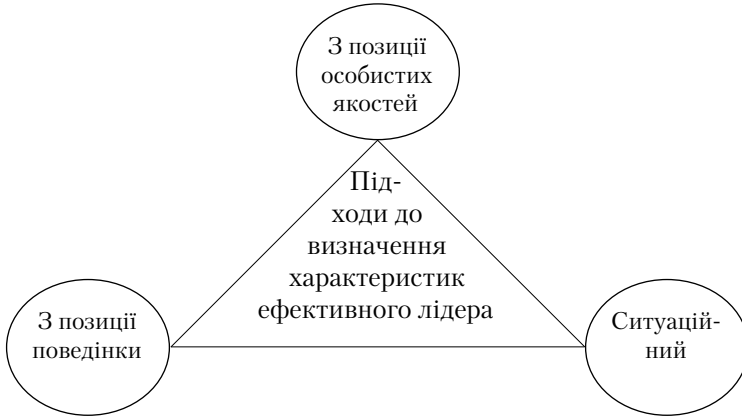 З позиції
особистих
якостей
Під-
ходи до
визначення
характеристик
ефективного лідера
З позиції
поведінки
Ситуацій-
ний